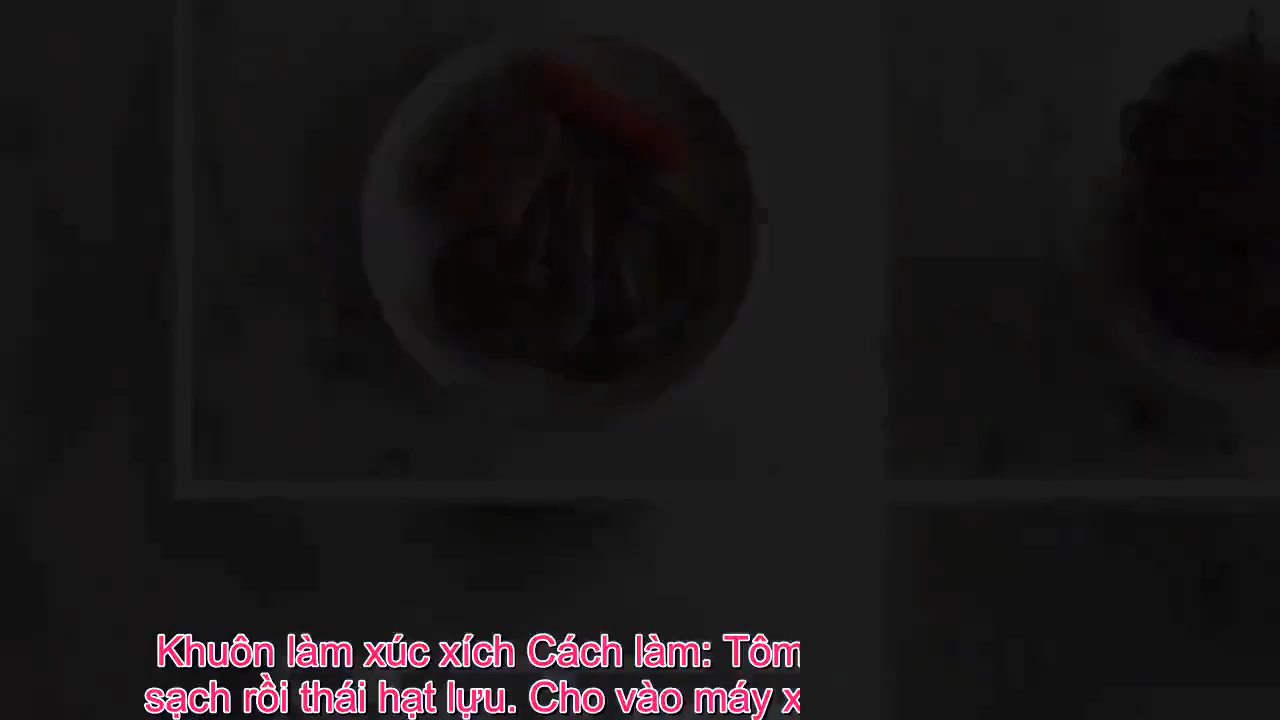 Khuôn làm xúc xích Cách làm: Tôm
sạch rồi thái hạt lựu. Cho vào máy